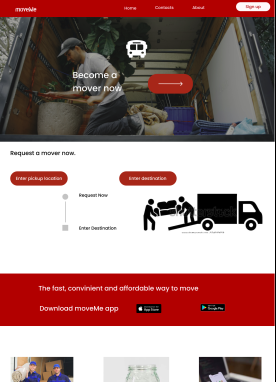 moveMe
Home
Contacts
About
Sign up
Become a
mover now
Request a mover now.
Enter pickup location
Enter destination
Request Now
Enter Destination
The fast, convinient and affordable way to move
Download moveMe app
App Store
Google Play